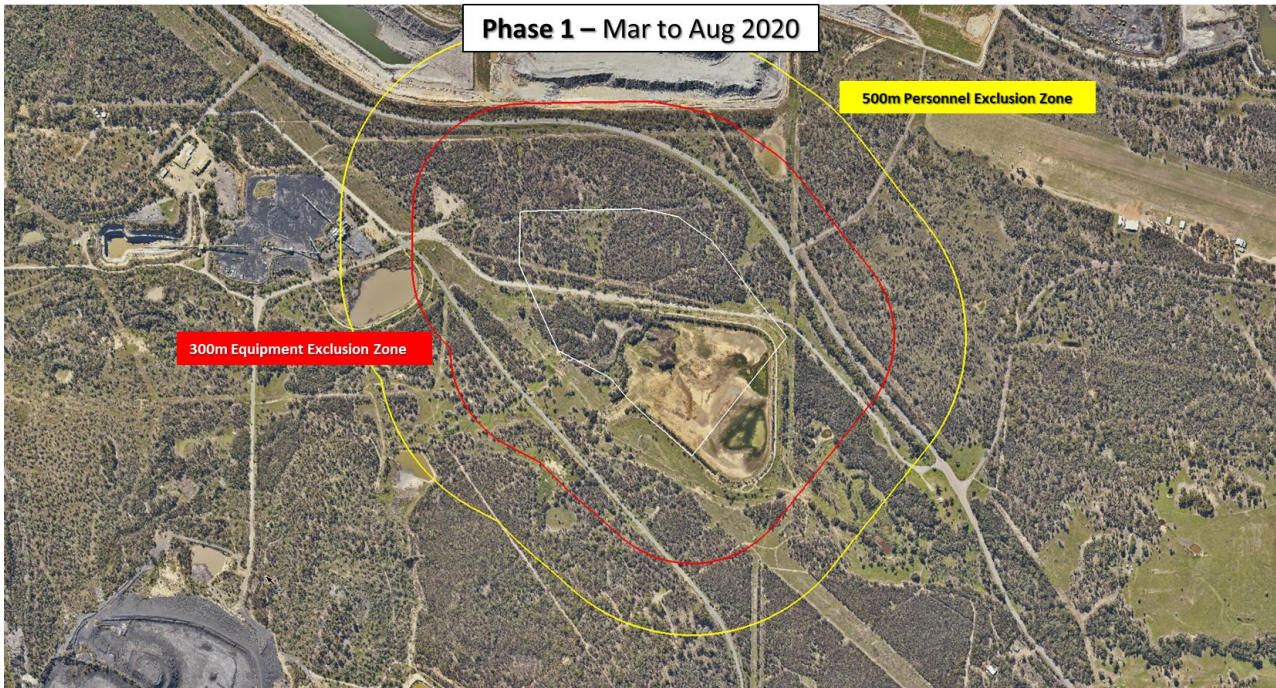 Phase 1 – Mar to Aug 2020
500m Personnel Exclusion Zone
300m Equipment Exclusion Zone